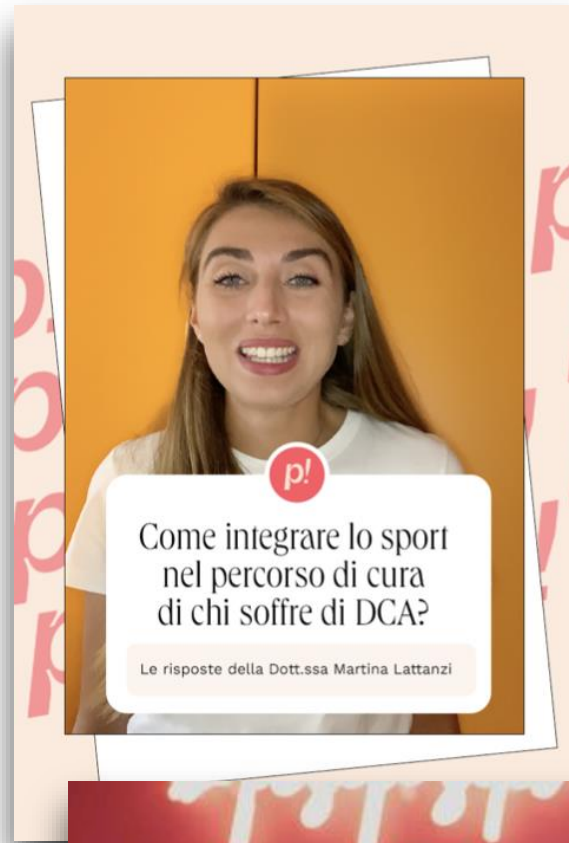 p!
Come integrare lo sport
nel percorso di cura
di chi soffre di DCA?
Le risposte della Dott.ssa Martina Lattanzi